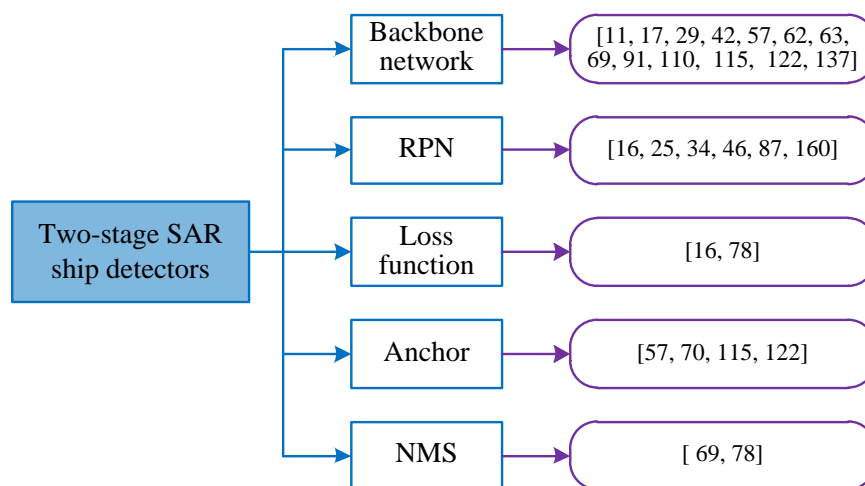 Two-stage SAR
ship detectors
Backbone
network
[11, 17, 29, 42, 57, 62, 63,
69, 91, 110, 115, 122, 137]
RPN
[16, 25, 34, 46, 87, 160]
Loss
function
[16, 78]
Anchor
[57, 70, 115, 122]
NMS
[ 69, 78]